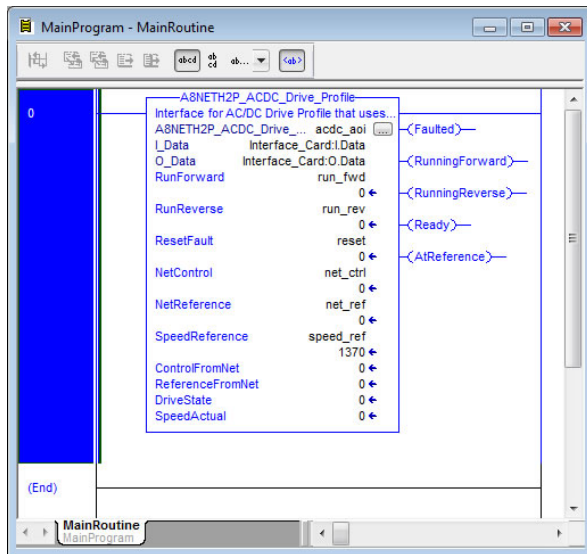 MainProgram - MainRoutine
abcd
ab cd
ab...
<ab>
A8NETH2P_ACDC_Drive_Profile
0
Interface for AC/DC Drive Profile that uses...
A8NETH2P_ACDC_Drive_... acdc_aoi ... (Faulted)
I_Data Interface_Card:I.Data
O_Data Interface_Card:O.Data (RunningForward)
RunForward run_fwd
0 (RunningReverse)
RunReverse run_rev
0 (Ready)
ResetFault reset
0 (AtReference)
NetControl net_ctrl
0
NetReference net_ref
0
SpeedReference speed_ref
1370
ControlFromNet 0
ReferenceFromNet 0
DriveState 0
SpeedActual 0
(End)
MainRoutine
MainProgram